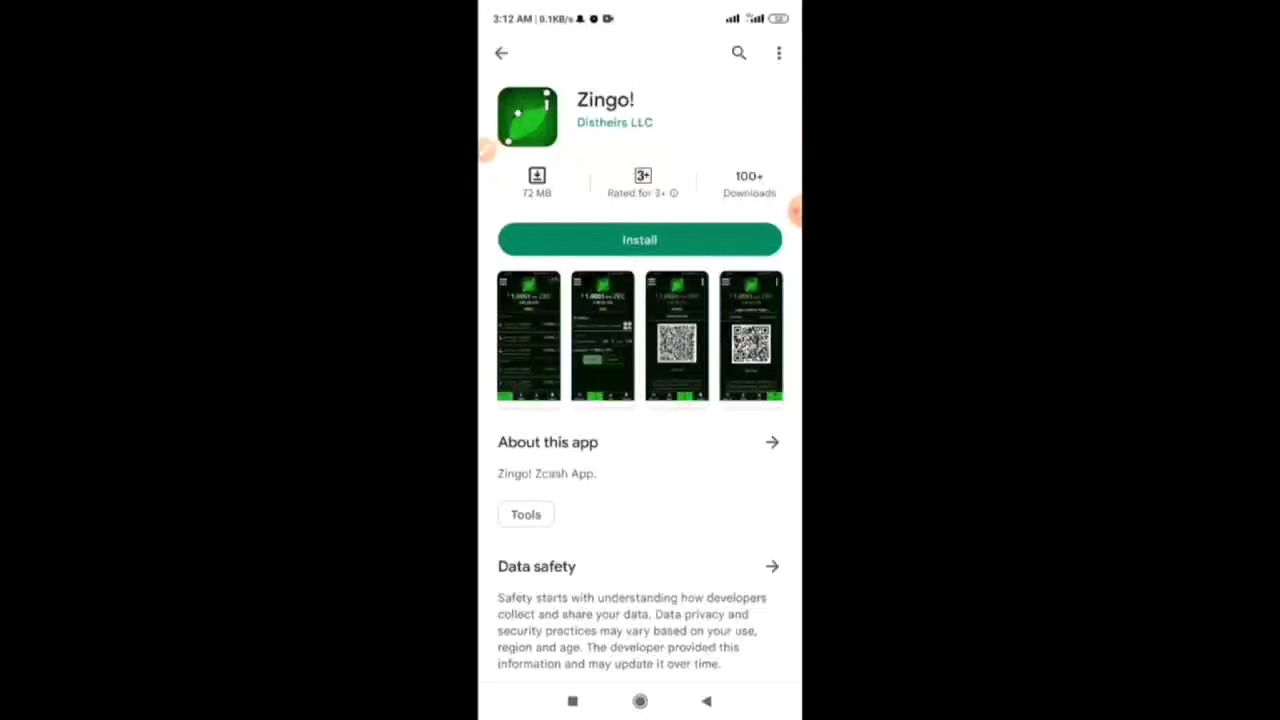 3:12 AM | 0.1KB/s
Zingo!
Distheirs LLC
3+
100+
72 MB
Rated for 3+
Downloads
Install
About this app
Zingo! Zcash App.
Tools
Data safety
Safety starts with understanding how developers
collect and share your data. Data privacy and
security practices may vary based on your use,
region and age. The developer provided this
information and may update it over time.